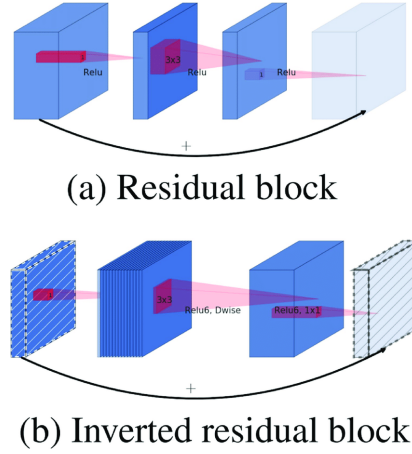 1
3x3
1
Relu
Relu
Relu
+
(a) Residual block
1
3x3
Relu6, Dwise
Relu6, 1x1
+
(b) Inverted residual block